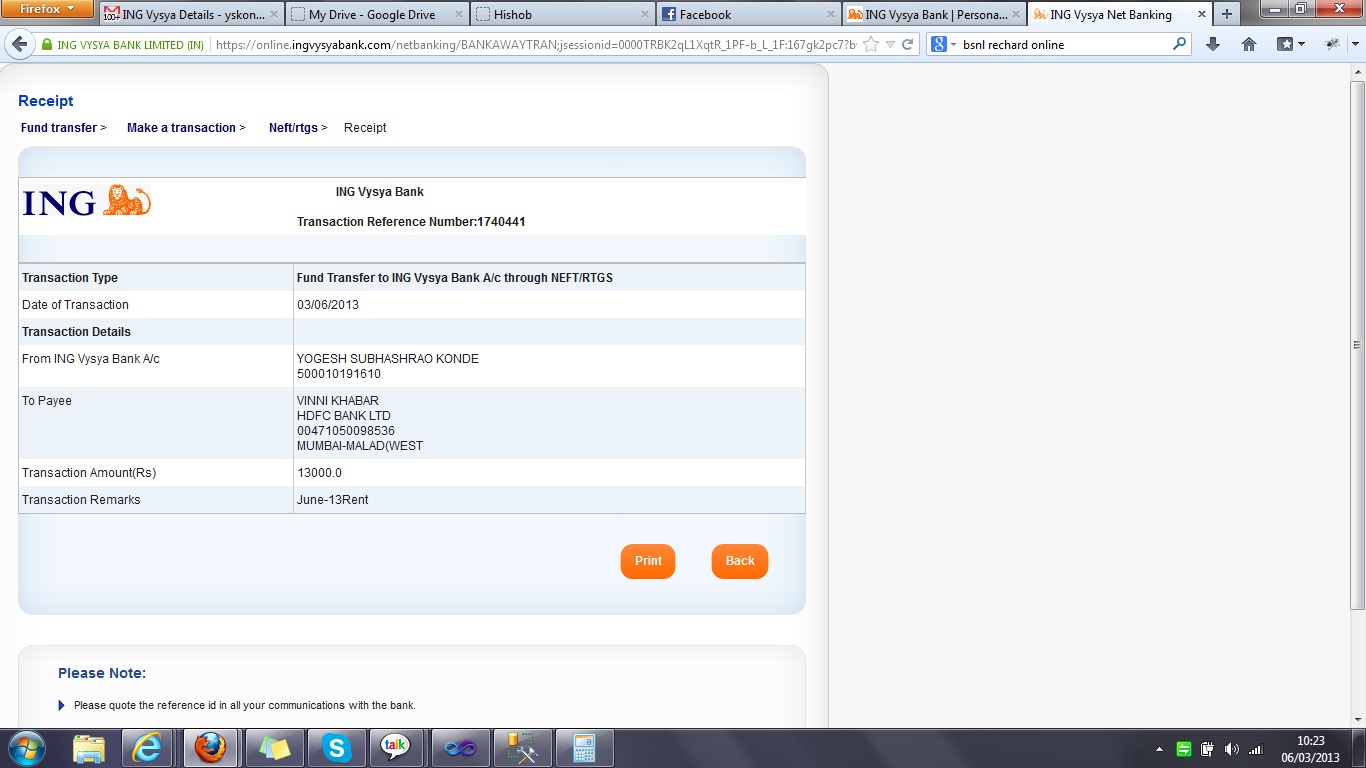 Firefox
ING Vysya Details - yskon...
My Drive - Google Drive
Hishob
Facebook
ING Vysya Bank | Persona...
ING Vysya Net Banking
ING VYSYA BANK LIMITED (IN)
https://online.ingvysyabank.com/netbanking/BANKAWAYTRAN;jsessionid=0000TRBK2qL1XqtR_1PF-b_L_1F:167gk2pc7?b
bsnl rechard online
Receipt
Fund transfer > Make a transaction > Neft/rtgs > Receipt
ING
ING Vysya Bank
Transaction Reference Number:1740441
Transaction Type Fund Transfer to ING Vysya Bank A/c through NEFT/RTGS
Date of Transaction 03/06/2013
Transaction Details
From ING Vysya Bank A/c YOGESH SUBHASHRAO KONDE
500010191610
To Payee VINNI KHABAR
HDFC BANK LTD
00471050098536
MUMBAI-MALAD(WEST
Transaction Amount(Rs) 13000.0
Transaction Remarks June-13Rent
Print Back
Please Note:
Please quote the reference id in all your communications with the bank.
talk
10:23
06/03/2013